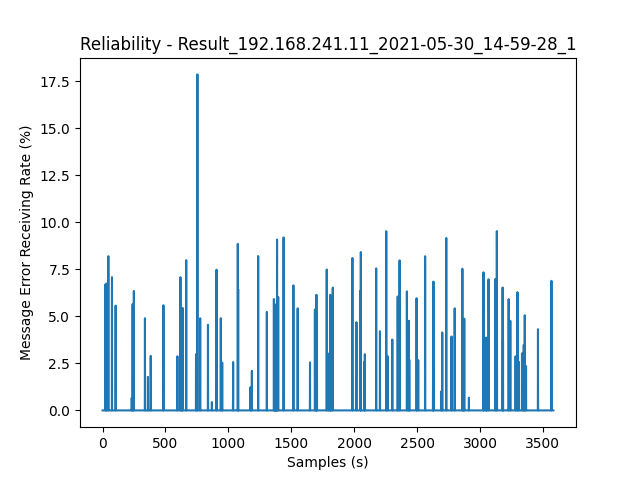 Reliability - Result_192.168.241.11_2021-05-30_14-59-28_1
Message Error Receiving Rate (%)
17.5
15.0
12.5
10.0
7.5
5.0
2.5
0.0
0 500 1000 1500 2000 2500 3000 3500
Samples (s)